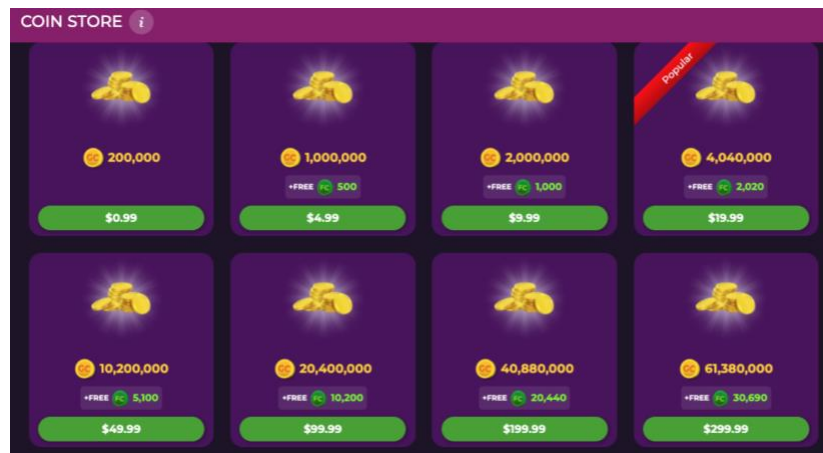 COIN STORE i
GC 200,000
GC 1,000,000
GC 2,000,000
Popular
GC 4,040,000
+FREE FC 500
+FREE FC 1,000
+FREE FC 2,020
$0.99
$4.99
$9.99
$19.99
GC 10,200,000
GC 20,400,000
GC 40,880,000
GC 61,380,000
+FREE FC 5,100
+FREE FC 10,200
+FREE FC 20,440
+FREE FC 30,690
$49.99
$99.99
$199.99
$299.99